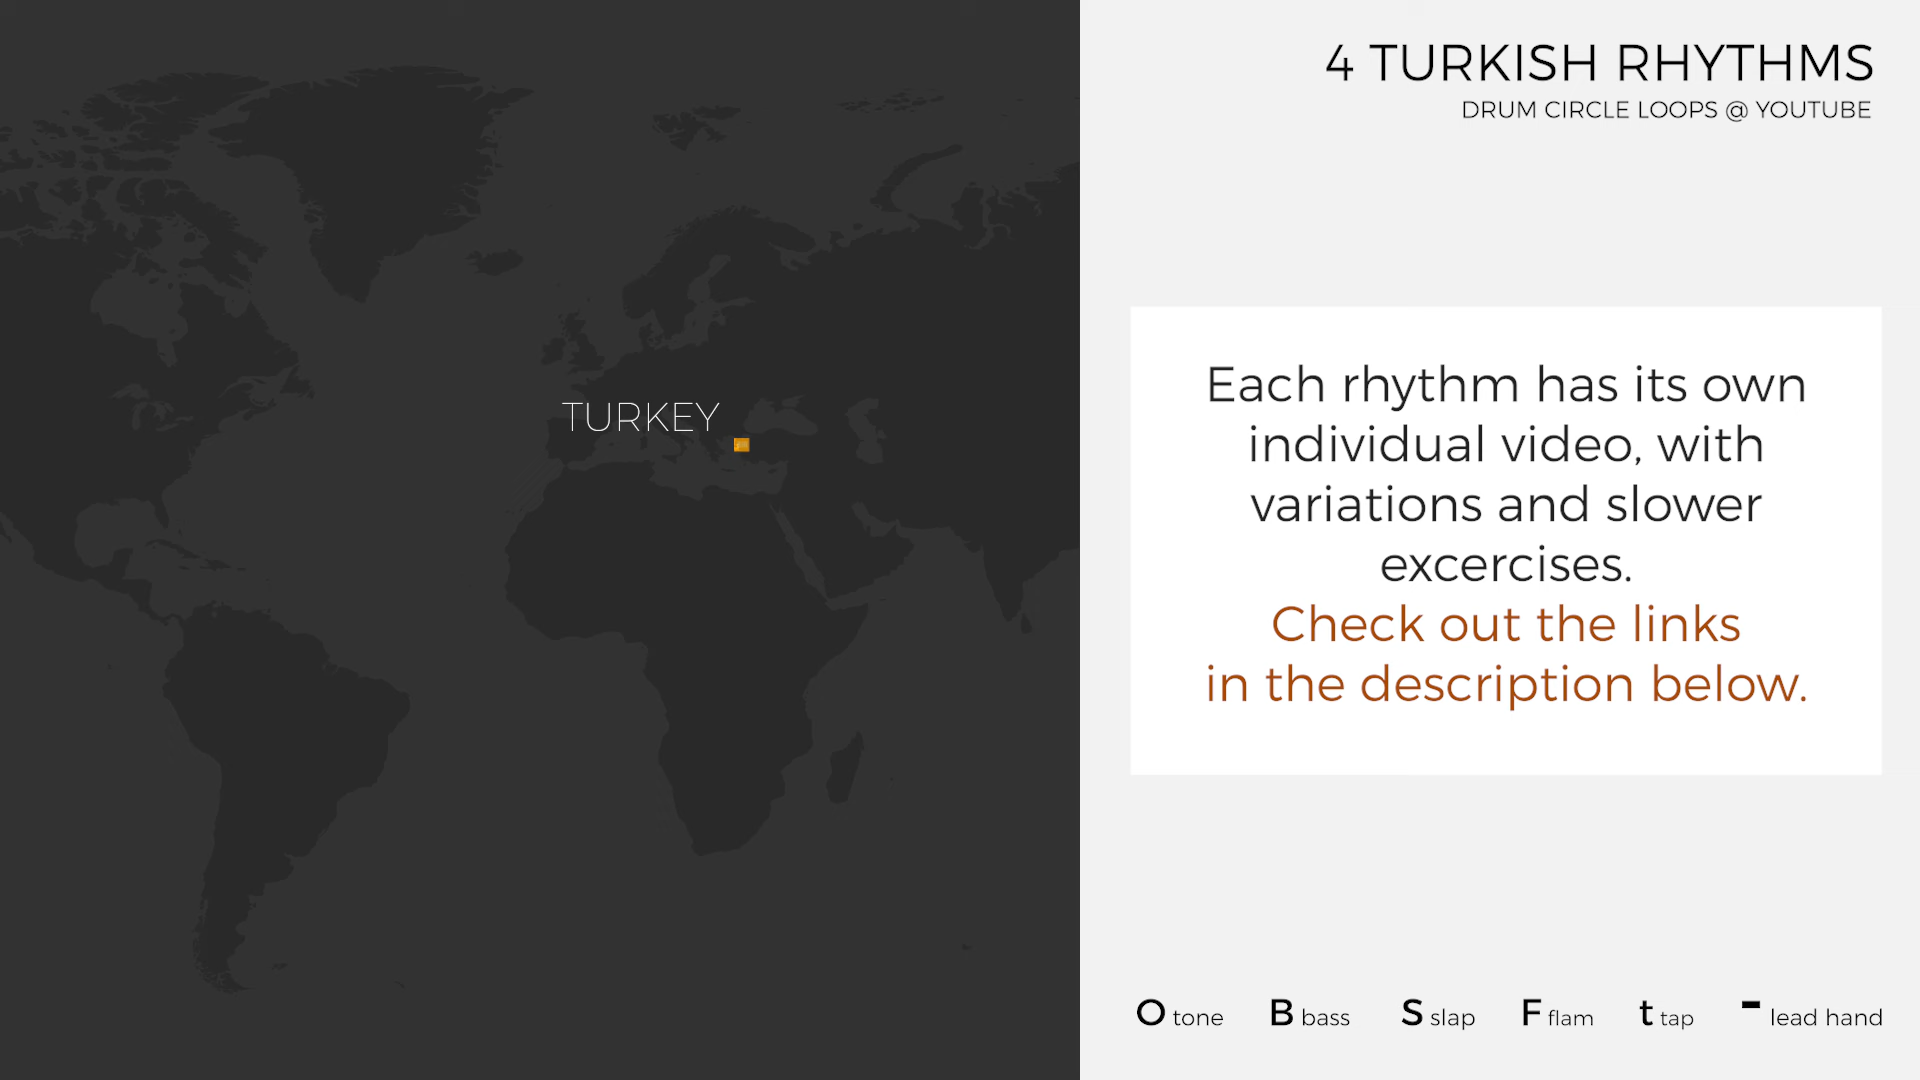 4 TURKISH RHYTHMS
DRUM CIRCLE LOOPS @ YOUTUBE
TURKEY
Each rhythm has its own
individual video, with
variations and slower
excercises.
Check out the links
in the description below.
O tone B bass S slap F flam t tap - lead hand